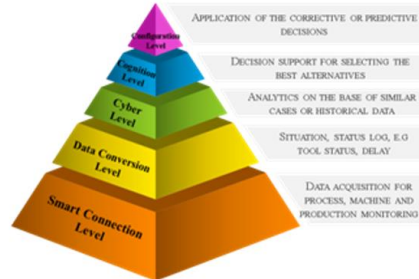 Configuration
Level
APPLICATION OF THE CORRECTIVE OR PREDICTIVE
DECISIONS
Cognition
Level
DECISION SUPPORT FOR SELECTING THE
BEST ALTERNATIVES
Cyber
Level
ANALYTICS ON THE BASE OF SIMILAR
CASES OR HISTORICAL DATA
Data Conversion
Level
SITUATION, STATUS LOG, E.G
TOOL STATUS, DELAY
Smart Connection
Level
DATA ACQUISITION FOR
PROCESS, MACHINE AND
PRODUCTION MONITORING